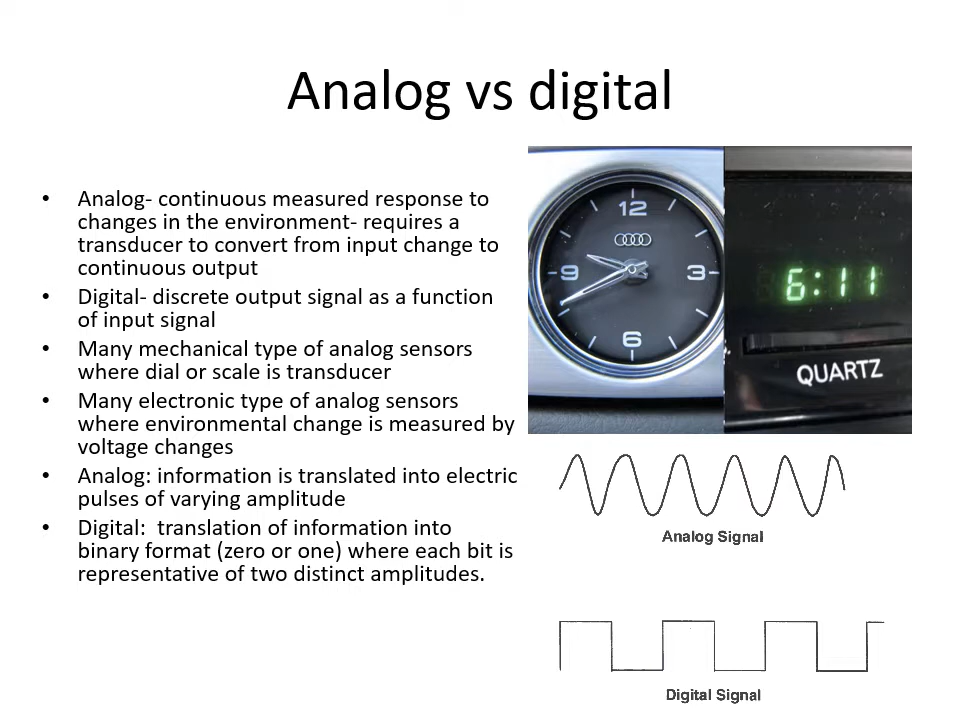 Analog vs digital
• Analog- continuous measured response to
changes in the environment- requires a
transducer to convert from input change to
continuous output
• Digital- discrete output signal as a function
of input signal
• Many mechanical type of analog sensors
where dial or scale is transducer
• Many electronic type of analog sensors
where environmental change is measured by
voltage changes
• Analog: information is translated into electric
pulses of varying amplitude
• Digital:  translation of information into
binary format (zero or one) where each bit is
representative of two distinct amplitudes.
12
9
3
6
6:11
QUARTZ
Analog Signal
Digital Signal